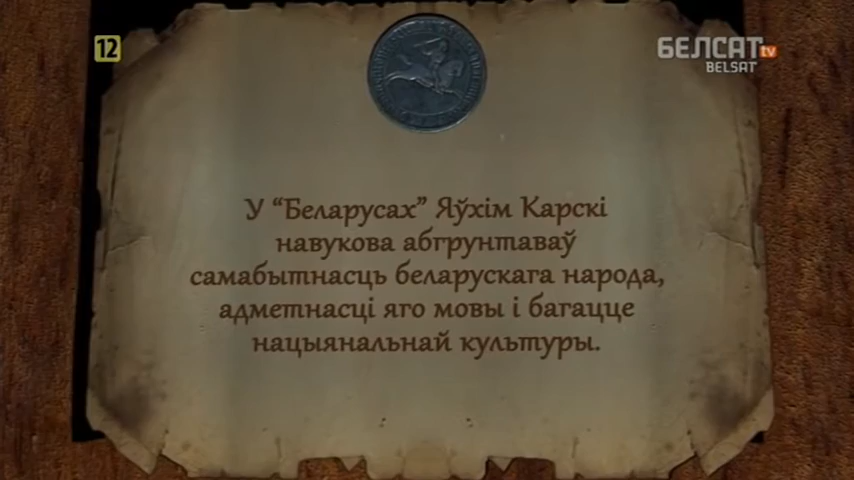 12
БЕЛСАТ tv
BELSAT
У “Беларусах” Яўхім Карскі
навукова абгрунтаваў
самабытнасць беларускага народа,
адметнасці яго мовы і багацце
нацыянальнай культуры.